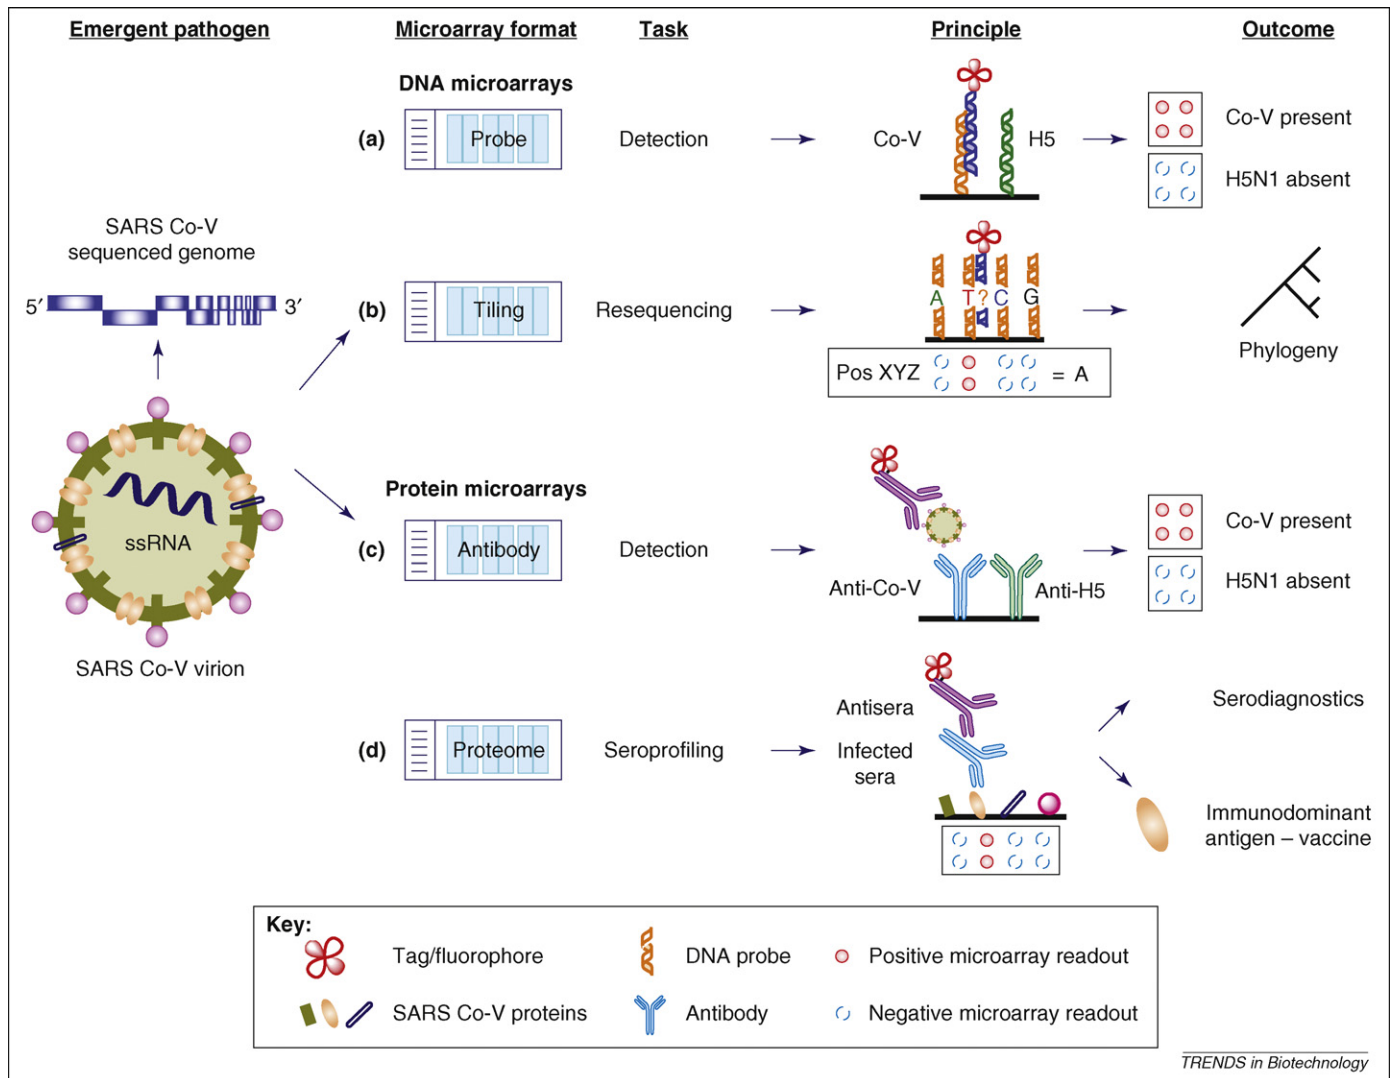 Emergent pathogen
Microarray format
Task
Principle
Outcome
DNA microarrays
(a)
Probe
Detection
Co-V
H5
Co-V present
H5N1 absent
SARS Co-V
sequenced genome
5′
3′
(b)
Tiling
Resequencing
A T ? C G
Pos XYZ
= A
Phylogeny
ssRNA
SARS Co-V virion
Protein microarrays
(c)
Antibody
Detection
Anti-Co-V
Anti-H5
Co-V present
H5N1 absent
(d)
Proteome
Seroprofiling
Antisera
Infected
sera
Serodiagnostics
Immunodominant
antigen – vaccine
Key:
Tag/fluorophore
DNA probe
Positive microarray readout
SARS Co-V proteins
Antibody
Negative microarray readout
TRENDS in Biotechnology